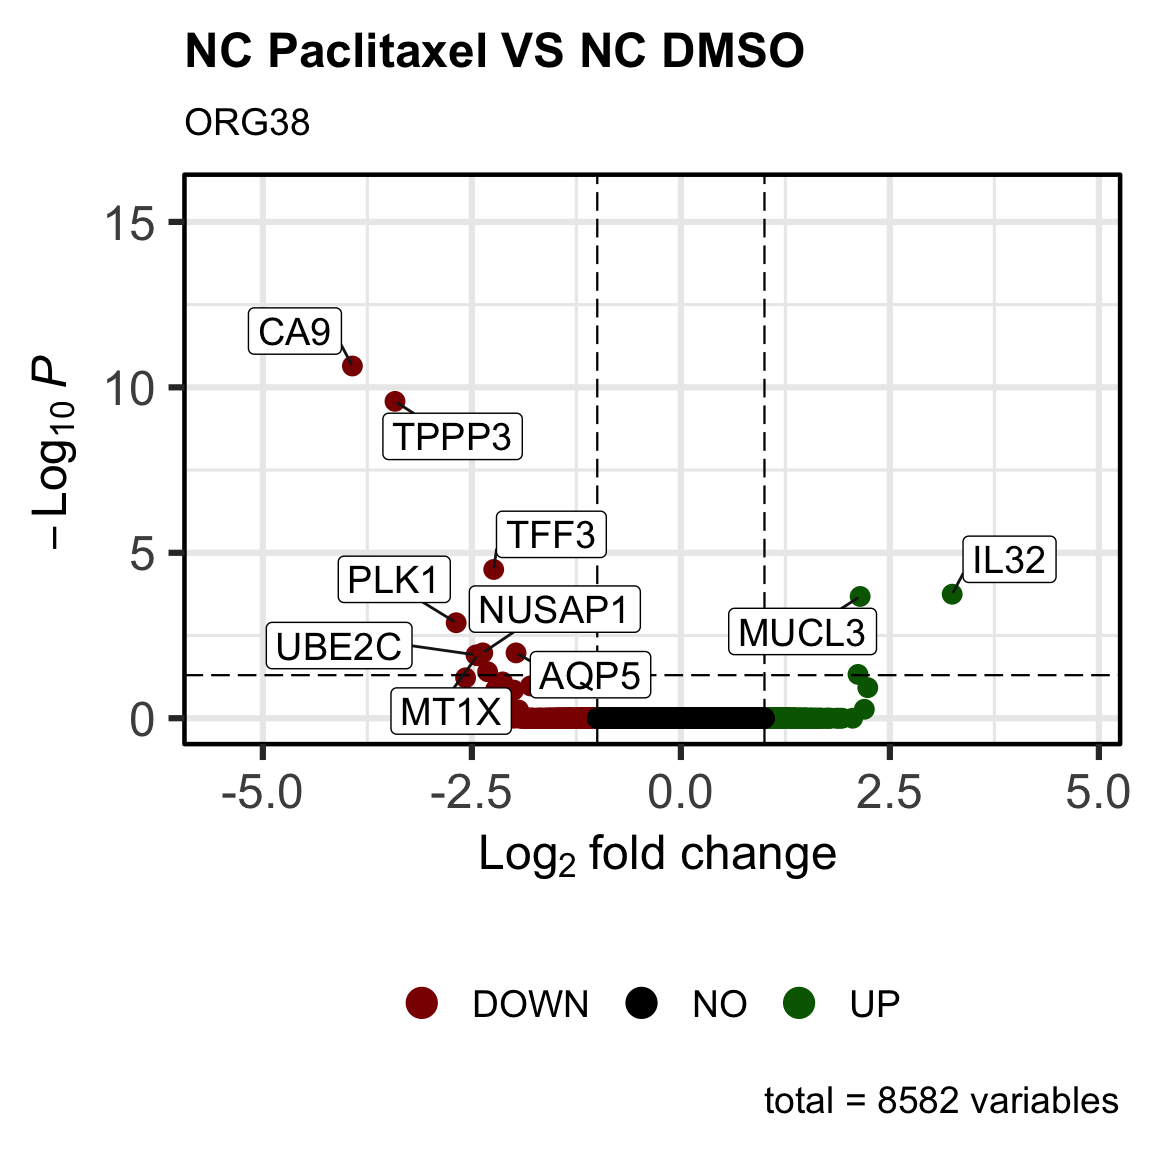 NC Paclitaxel VS NC DMSO
ORG38
15
10
5
0
−Log10 P
CA9
TPPP3
TFF3
PLK1
NUSAP1
UBE2C
AQP5
MT1X
IL32
MUCL3
-5.0 -2.5 0.0 2.5 5.0
Log2 fold change
DOWN NO UP
total = 8582 variables